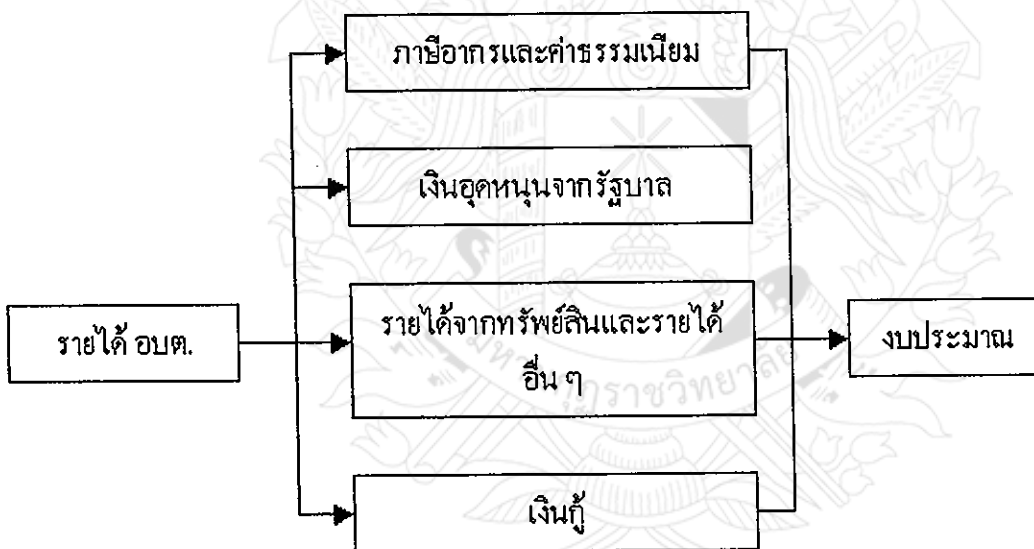 ภาษีอากรและค่าธรรมเนียม
เงินอุดหนุนจากรัฐบาล
รายได้ อบต.
รายได้จากทรัพย์สินและรายได้
อื่น ๆ
งบประมาณ
เงินกู้